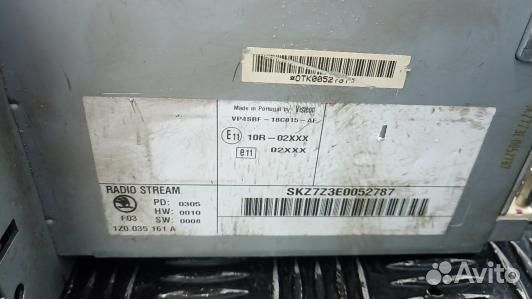 *DTK00527873
Made in Portugal by Visteon
VP4SBF-18C815-AF
E11 10R-02XXX
e11 02XXX
RADIO STREAM
SKZ7Z3E0052787
PD: 0305
HW: 0010
F03 SW: 0008
1Z0 035 161 A
Avito